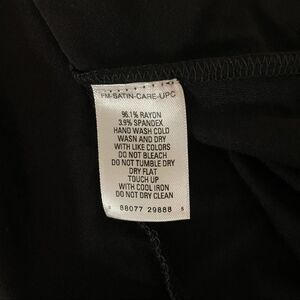 FM-SATIN-CARE-UPC
96.1% RAYON
3.9% SPANDEX
HAND WASH COLD
WASH AND DRY
WITH LIKE COLORS
DO NOT BLEACH
DO NOT TUMBLE DRY
DRY FLAT
TOUCH UP
WITH COOL IRON
DO NOT DRY CLEAN
88077 29888